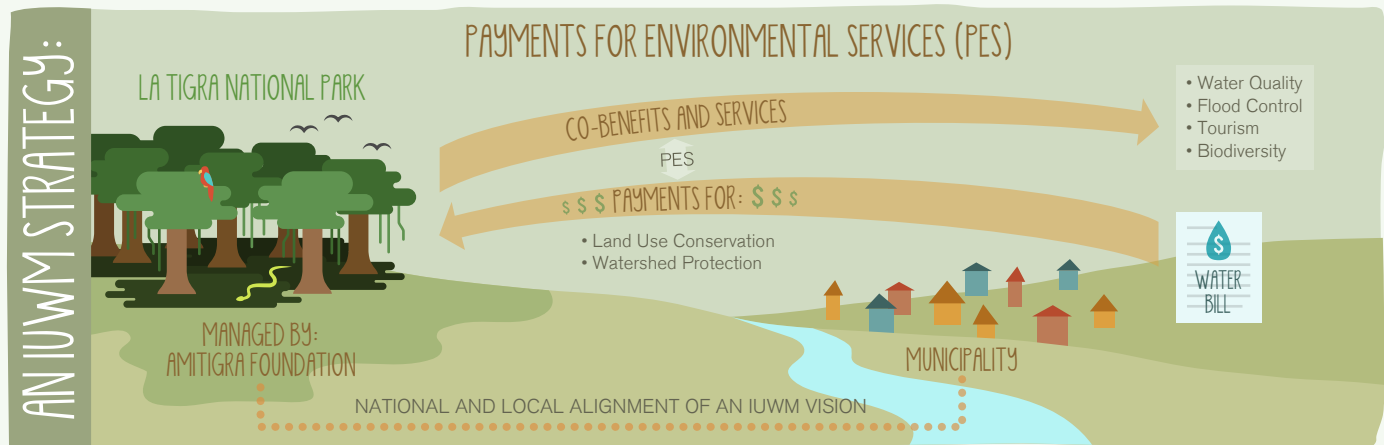 AN IUWM STRATEGY:
PAYMENTS FOR ENVIRONMENTAL SERVICES (PES)
LA TIGRA NATIONAL PARK
CO-BENEFITS AND SERVICES
PES
$ $ $ PAYMENTS FOR: $ $ $
• Land Use Conservation
• Watershed Protection
• Water Quality
• Flood Control
• Tourism
• Biodiversity
$
WATER
BILL
MANAGED BY:
AMITIGRA FOUNDATION
MUNICIPALITY
NATIONAL AND LOCAL ALIGNMENT OF AN IUWM VISION